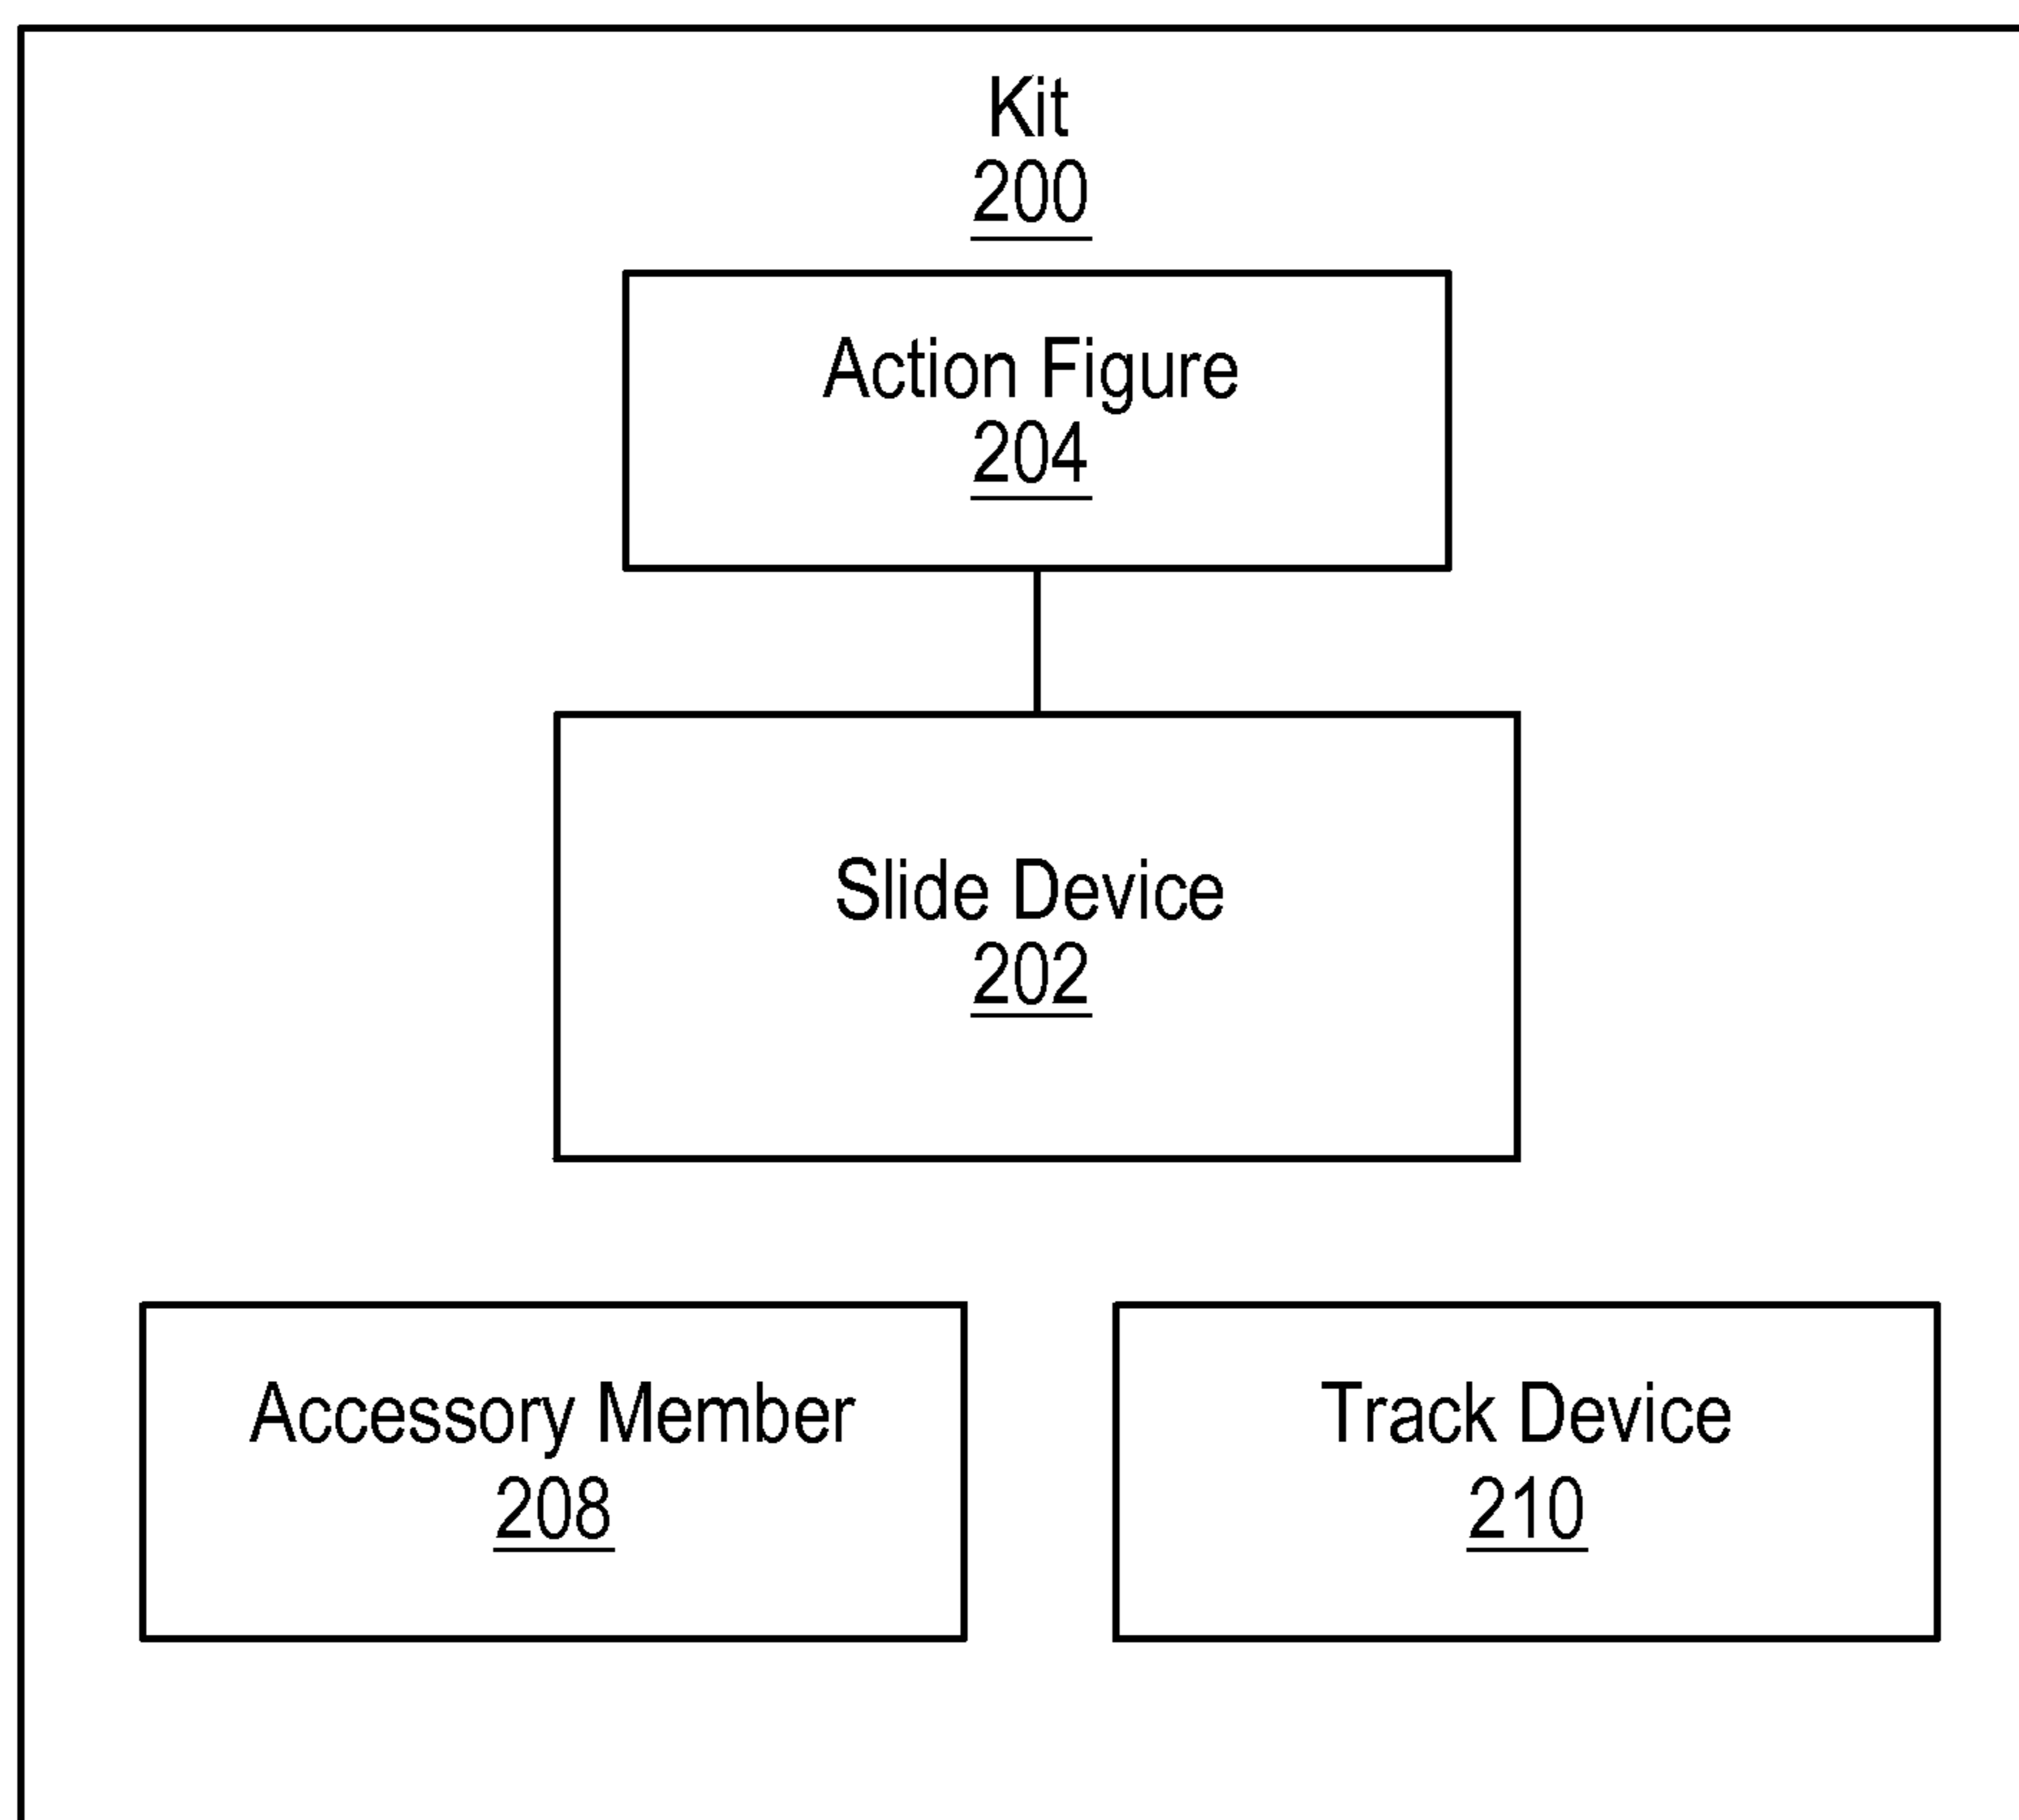 Kit
200
Action Figure
204
Slide Device
202
Accessory Member
208
Track Device
210